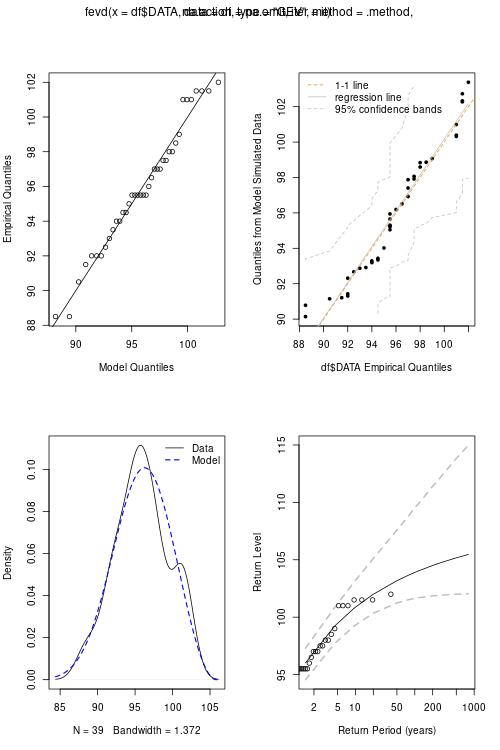 fevd(x = df$DATA, method = .method,
88 90 92 94 96 98 100 102
Empirical Quantiles
90 95 100
Model Quantiles
1-1 line
regression line
95% confidence bands
90 92 94 96 98 100 102
Quantiles from Model Simulated Data
88 90 92 94 96 98 100
df$DATA Empirical Quantiles
Data
Model
0.00 0.02 0.04 0.06 0.08 0.10
Density
85 90 95 100 105
N = 39 Bandwidth = 1.372
95 100 105 110 115
Return Level
2 5 10 50 200 1000
Return Period (years)